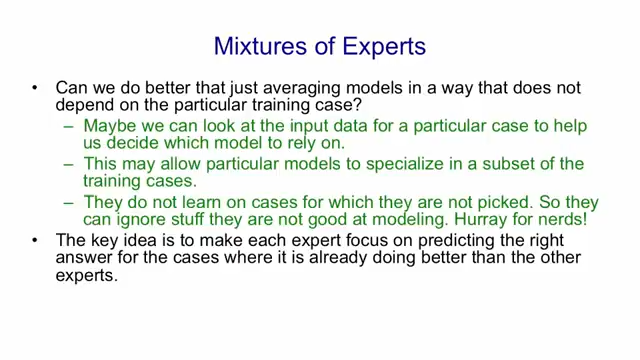 Mixtures of Experts
• Can we do better that just averaging models in a way that does not
depend on the particular training case?
– Maybe we can look at the input data for a particular case to help
us decide which model to rely on.
– This may allow particular models to specialize in a subset of the
training cases.
– They do not learn on cases for which they are not picked. So they
can ignore stuff they are not good at modeling. Hurray for nerds!
• The key idea is to make each expert focus on predicting the right
answer for the cases where it is already doing better than the other
experts.